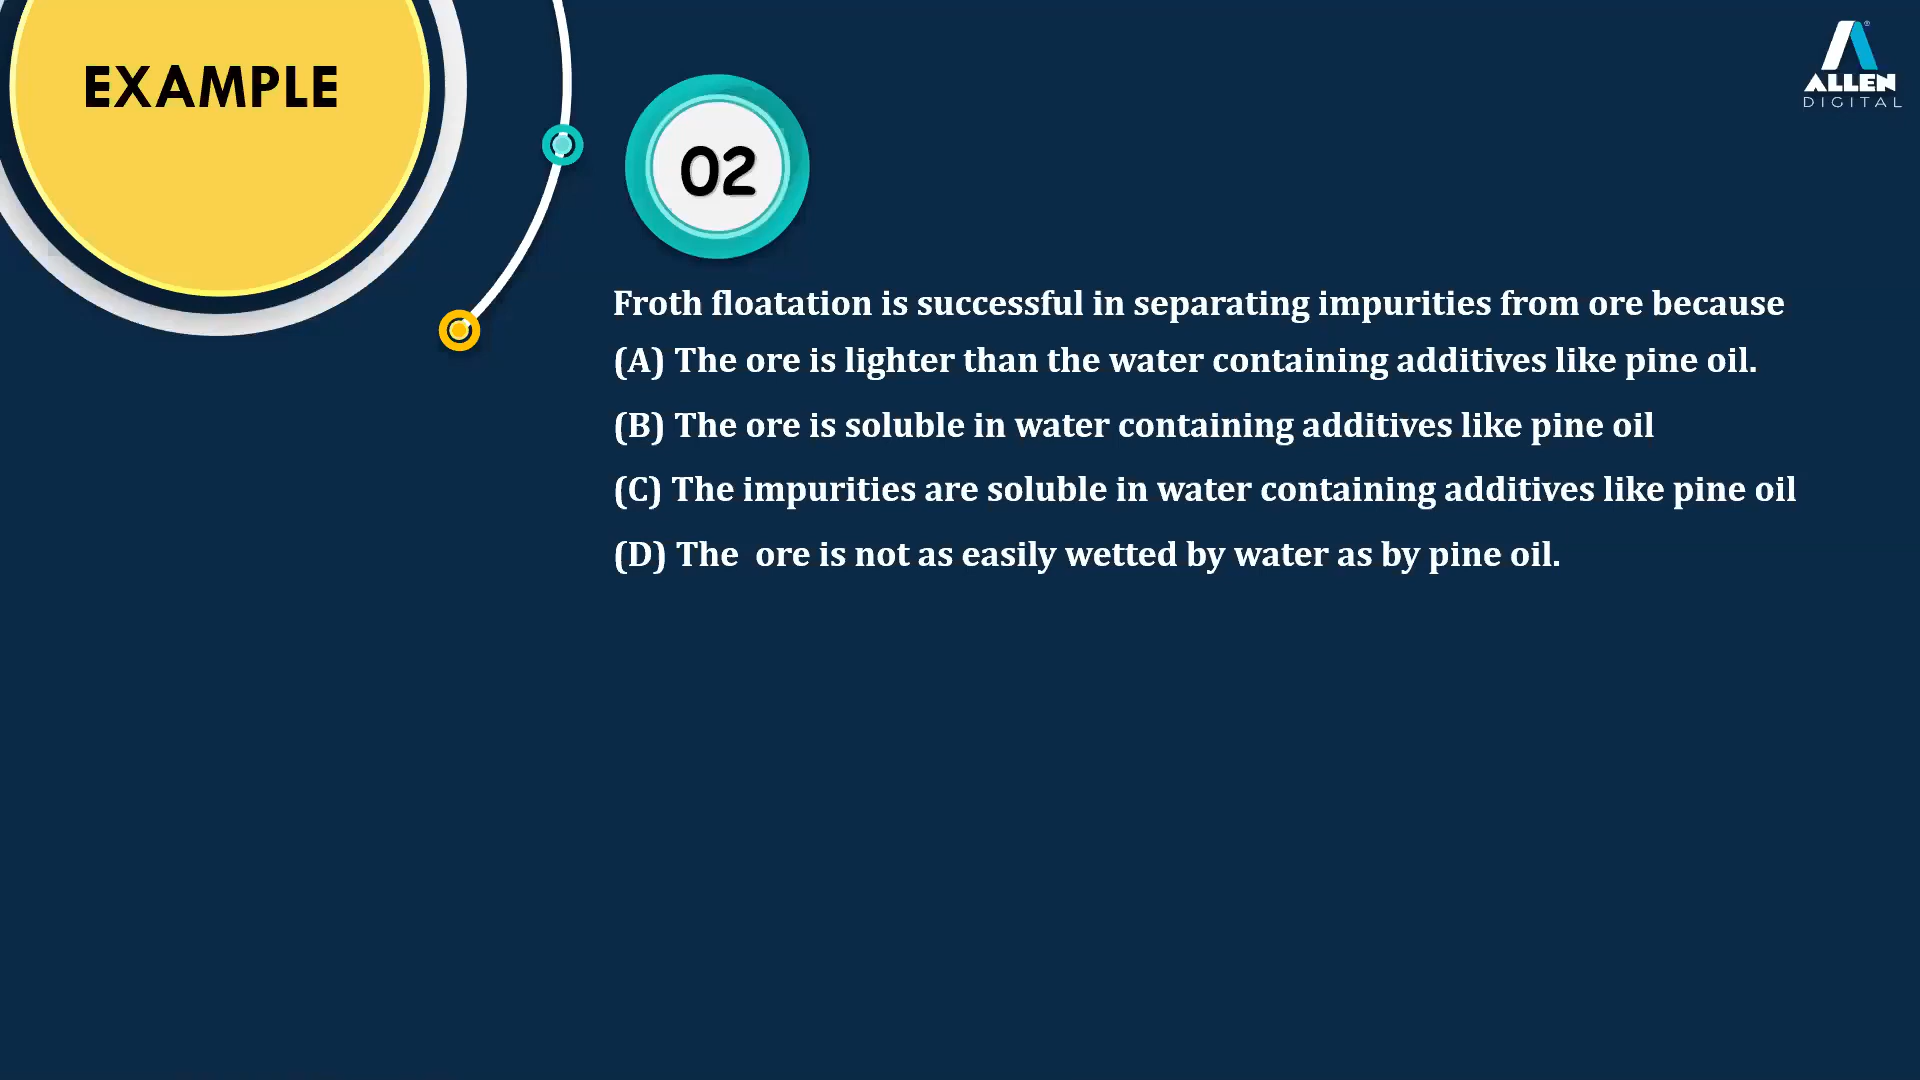 EXAMPLE
ALLEN
DIGITAL
02
Froth floatation is successful in separating impurities from ore because
(A) The ore is lighter than the water containing additives like pine oil.
(B) The ore is soluble in water containing additives like pine oil
(C) The impurities are soluble in water containing additives like pine oil
(D) The  ore is not as easily wetted by water as by pine oil.